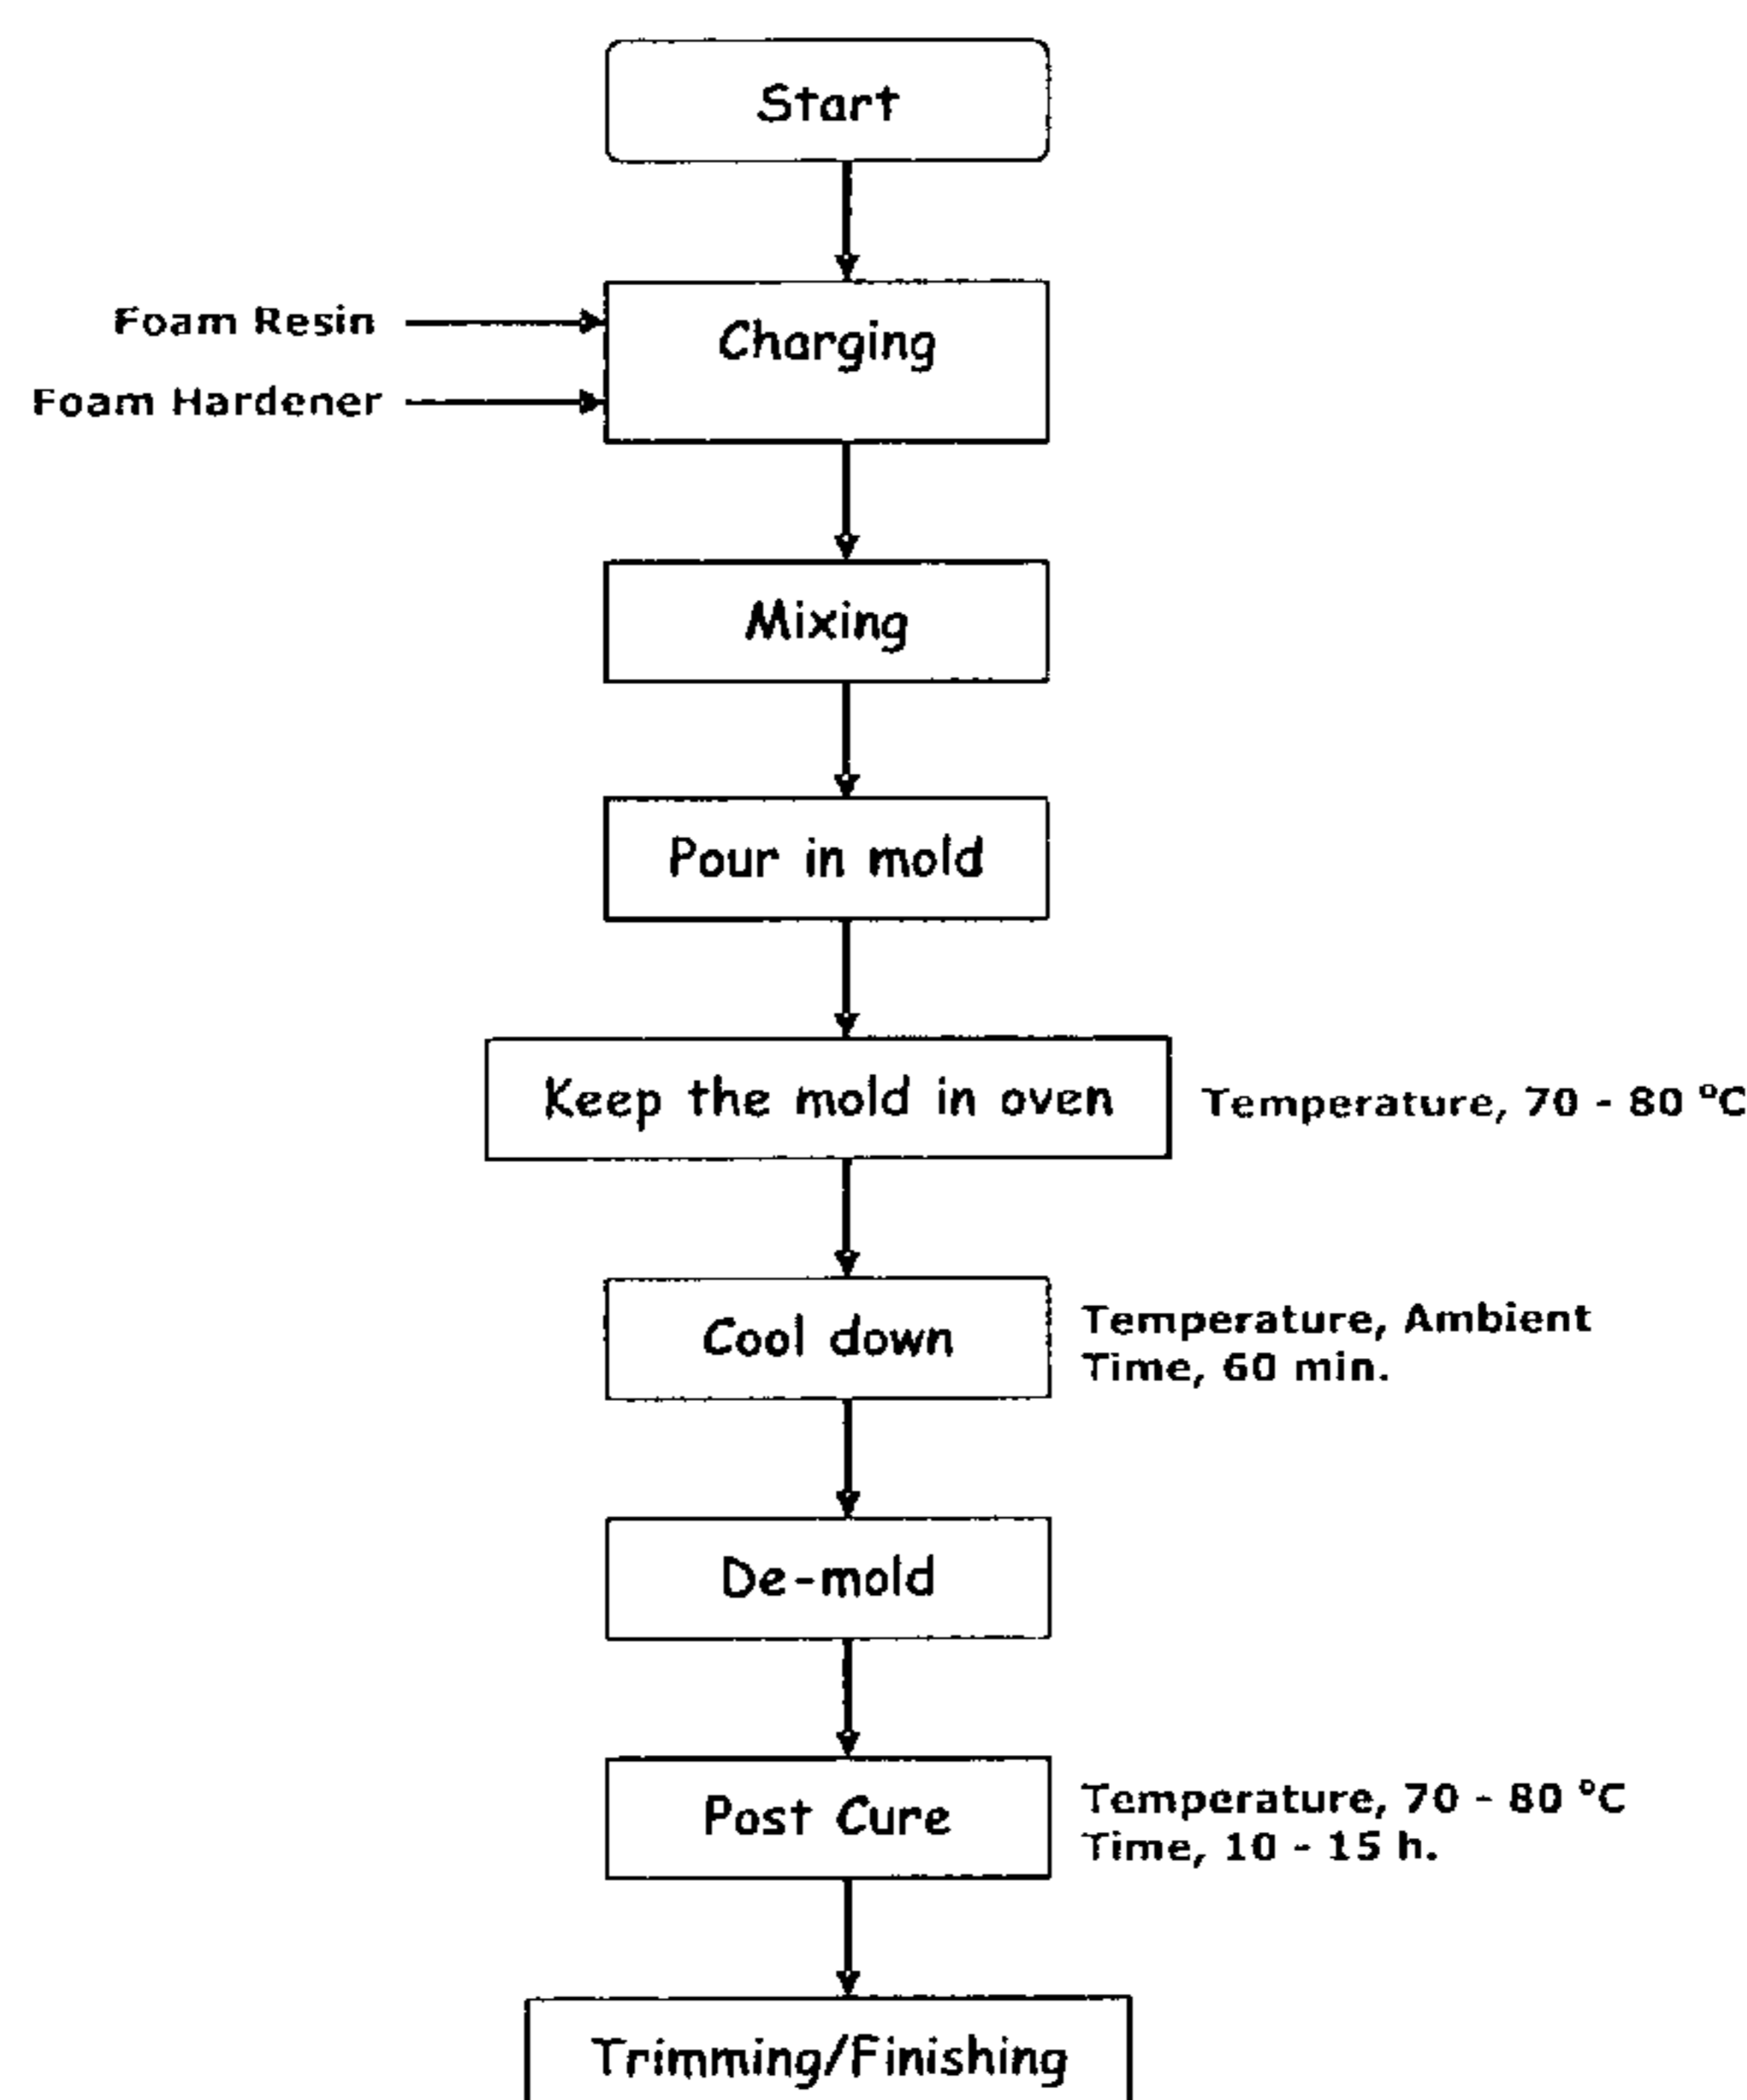 Start
Foam Resin
Charging
Foam Hardener
Mixing
Pour in mold
Keep the mold in oven
Temperature, 70 - 80 °C
Cool down
Temperature, Ambient
Time, 60 min.
De-mold
Post Cure
Temperature, 70 - 80 °C
Time, 10 - 15 h.
Trimming/Finishing